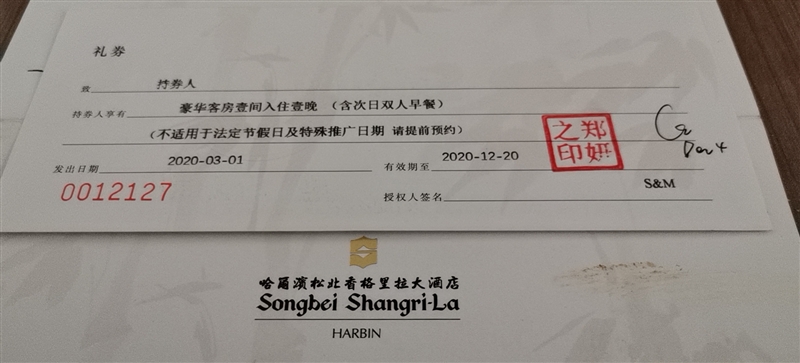 礼券
致 持券人
持券人享有 豪华客房壹间入住壹晚 （含次日双人早餐）
（不适用于法定节假日及特殊推广日期 请提前预约）
发出日期 2020-03-01 有效期至 2020-12-20
0012127 授权人签名 S&M
郑妍之印
哈爾濱松北香格里拉大酒店
Songbei Shangri-La
HARBIN